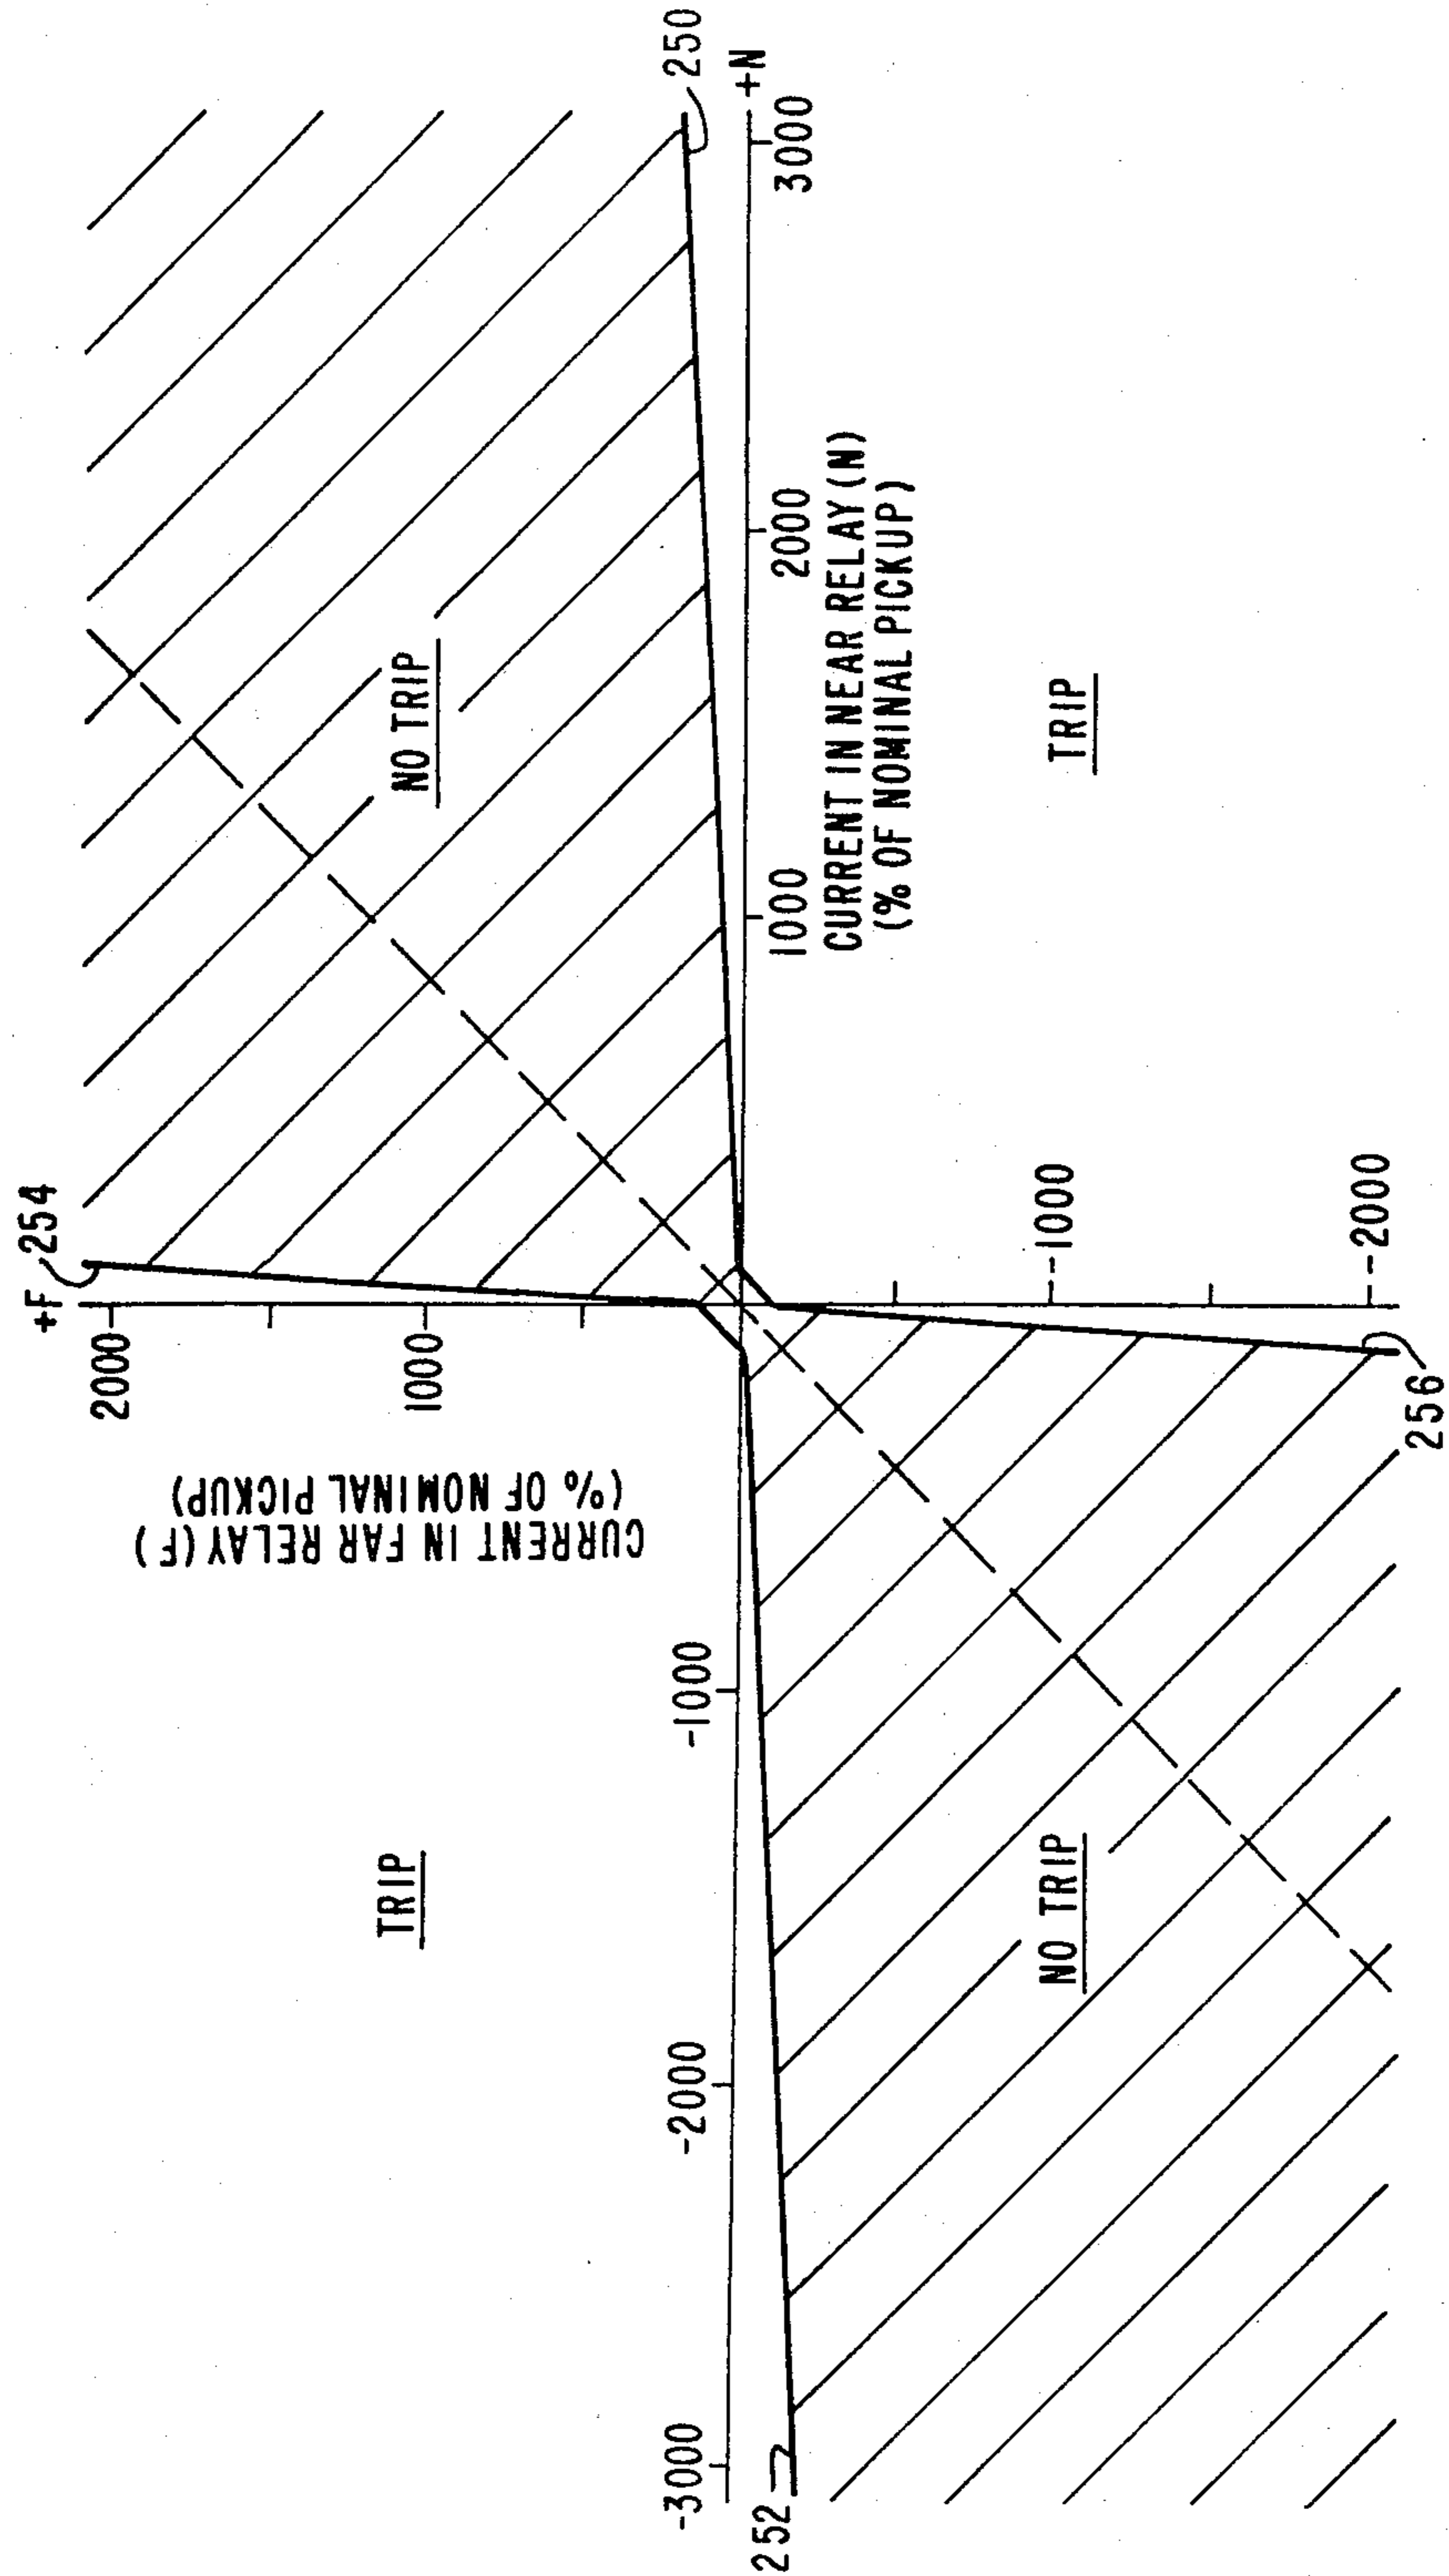 +F
254
2000
1000
CURRENT IN FAR RELAY (F)
(% OF NOMINAL PICKUP)
TRIP
NO TRIP
250
+N
-3000
-2000
-1000
1000
2000
3000
252
CURRENT IN NEAR RELAY (N)
(% OF NOMINAL PICKUP)
NO TRIP
TRIP
-1000
-2000
256